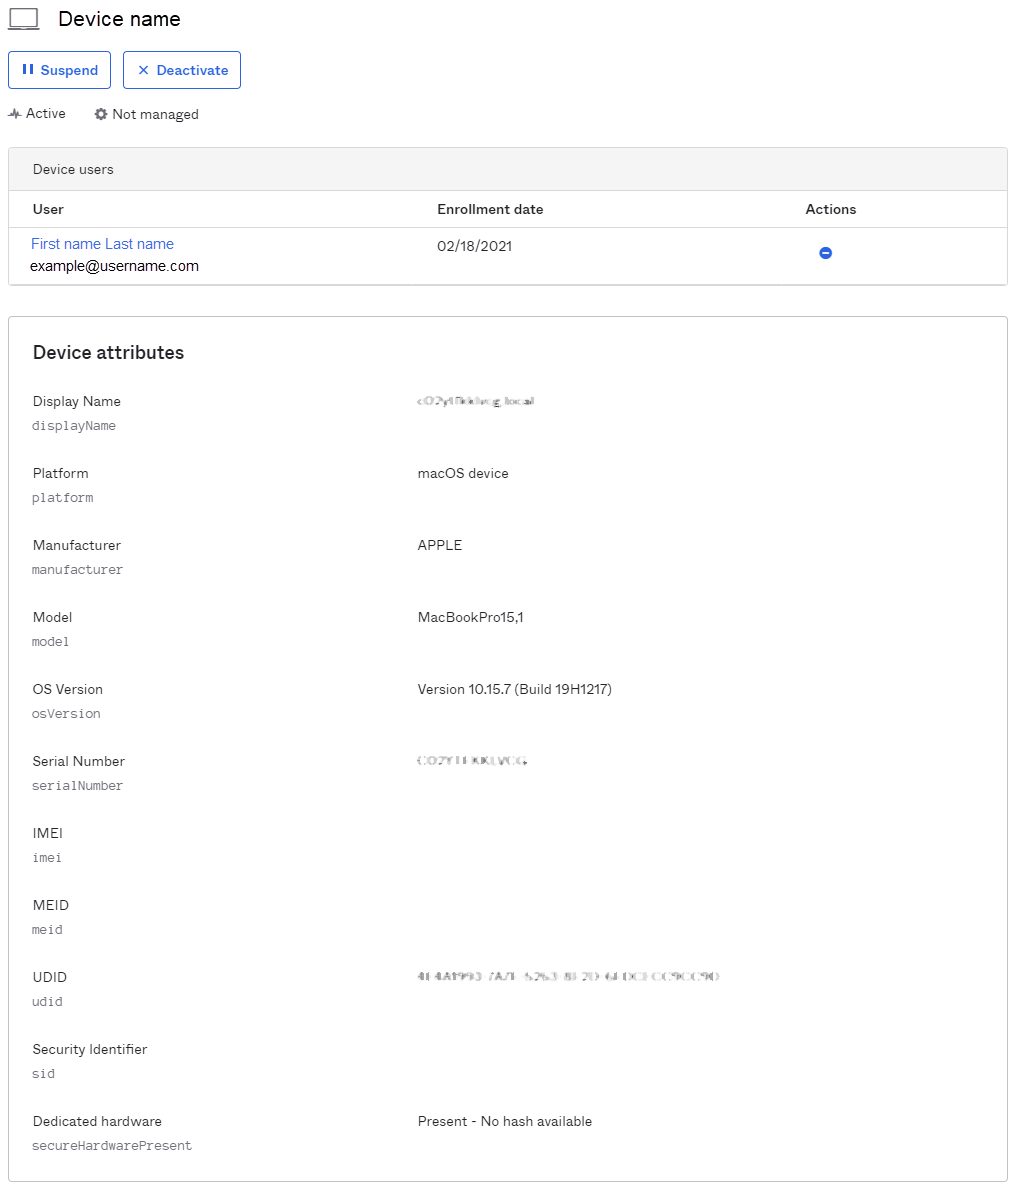 Device name
Suspend
Deactivate
Active
Not managed
Device users
User
Enrollment date
Actions
First name Last name
02/18/2021
example@username.com
Device attributes
Display Name
displayName
Platform
macOS device
platform
Manufacturer
APPLE
manufacturer
Model
MacBookPro15,1
model
OS Version
Version 10.15.7 (Build 19H1217)
osVersion
Serial Number
serialNumber
IMEI
imei
MEID
meid
UDID
udid
Security Identifier
sid
Dedicated hardware
Present - No hash available
secureHardwarePresent